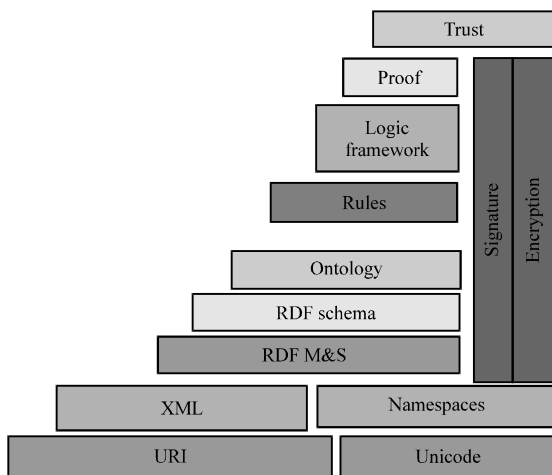 Trust
Proof
Logic
framework
Rules
Ontology
RDF schema
RDF M&S
Signature
Encryption
XML
Namespaces
URI
Unicode